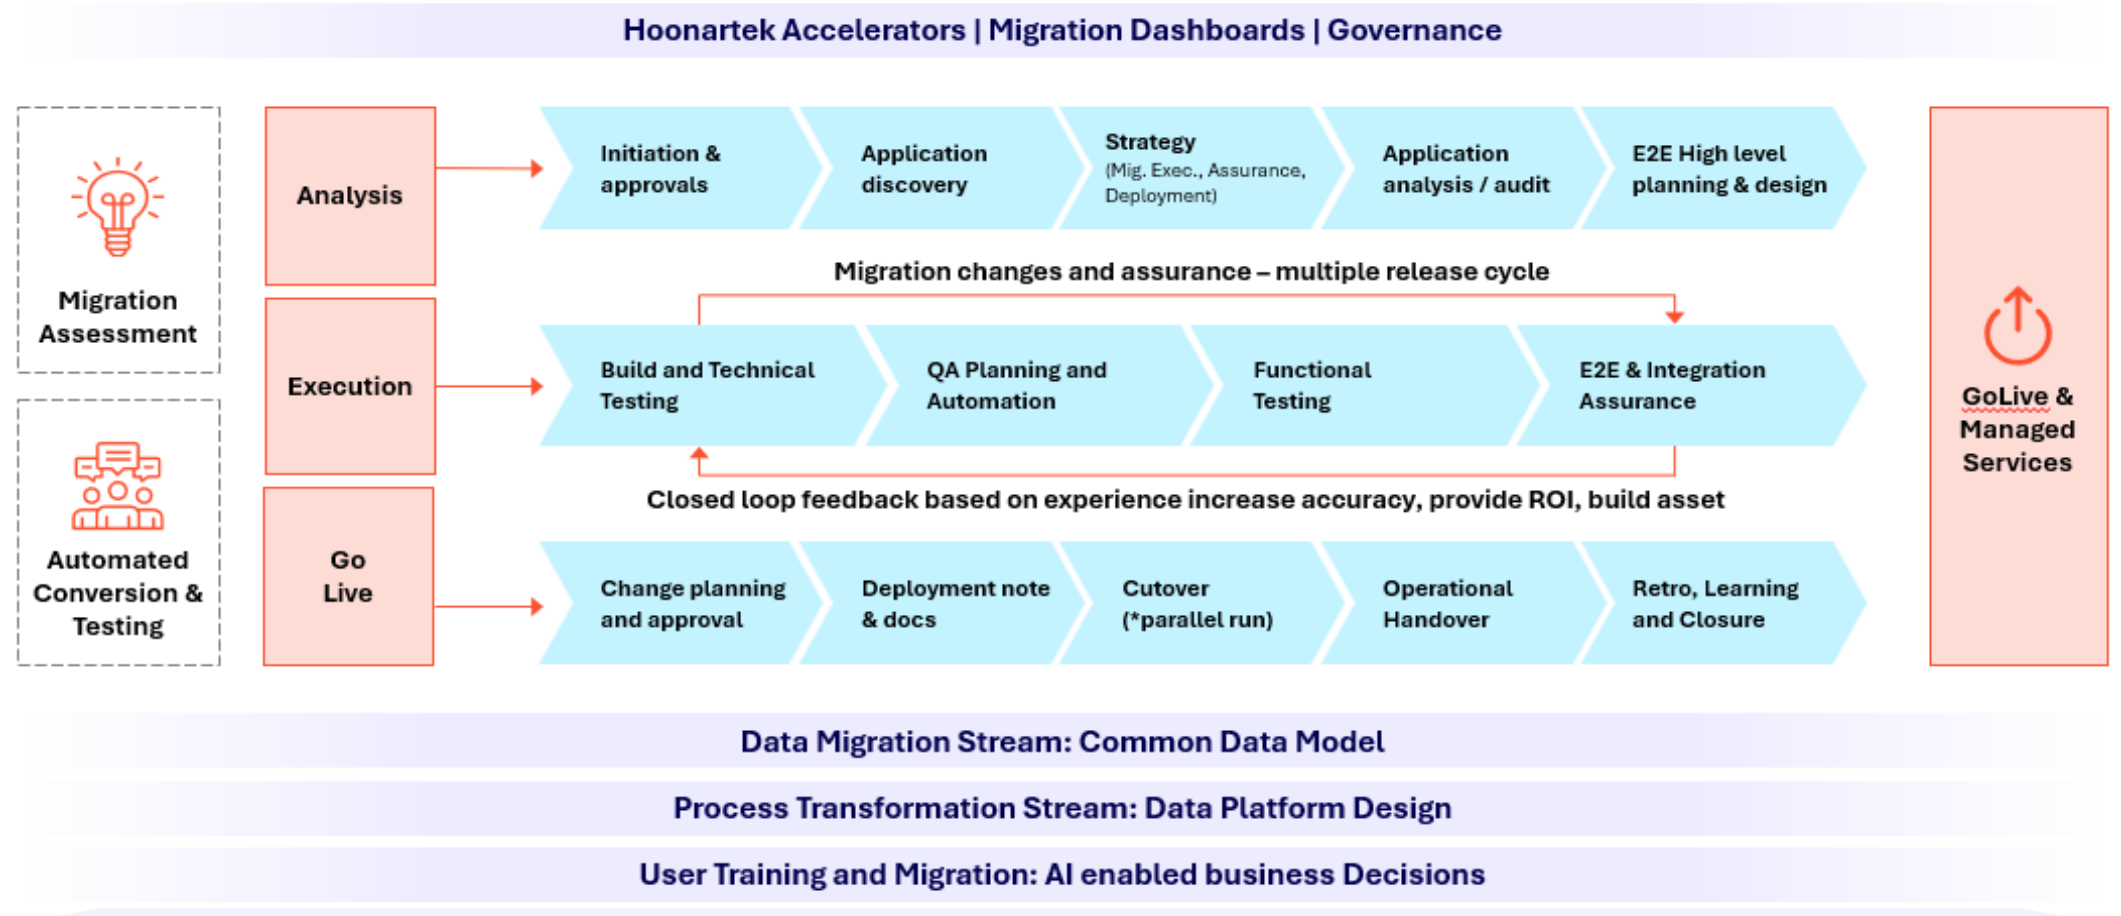 Hoonartek Accelerators | Migration Dashboards | Governance
Migration
Assessment
Automated
Conversion &
Testing
Analysis
Initiation &
approvals
Application
discovery
Strategy
(Mig. Exec., Assurance,
Deployment)
Application
analysis / audit
E2E High level
planning & design
Migration changes and assurance – multiple release cycle
Execution
Build and Technical
Testing
QA Planning and
Automation
Functional
Testing
E2E & Integration
Assurance
Closed loop feedback based on experience increase accuracy, provide ROI, build asset
Go
Live
Change planning
and approval
Deployment note
& docs
Cutover
(*parallel run)
Operational
Handover
Retro, Learning
and Closure
GoLive &
Managed
Services
Data Migration Stream: Common Data Model
Process Transformation Stream: Data Platform Design
User Training and Migration: AI enabled business Decisions